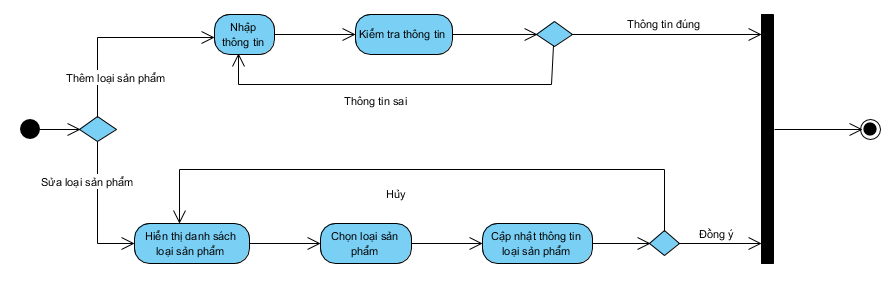 Nhập
thông tin
Kiểm tra thông tin
Thông tin đúng
Thêm loại sản phẩm
Thông tin sai
Sửa loại sản phẩm
Hủy
Hiển thị danh sách
loại sản phẩm
Chọn loại sản
phẩm
Cập nhật thông tin
loại sản phẩm
Đồng ý